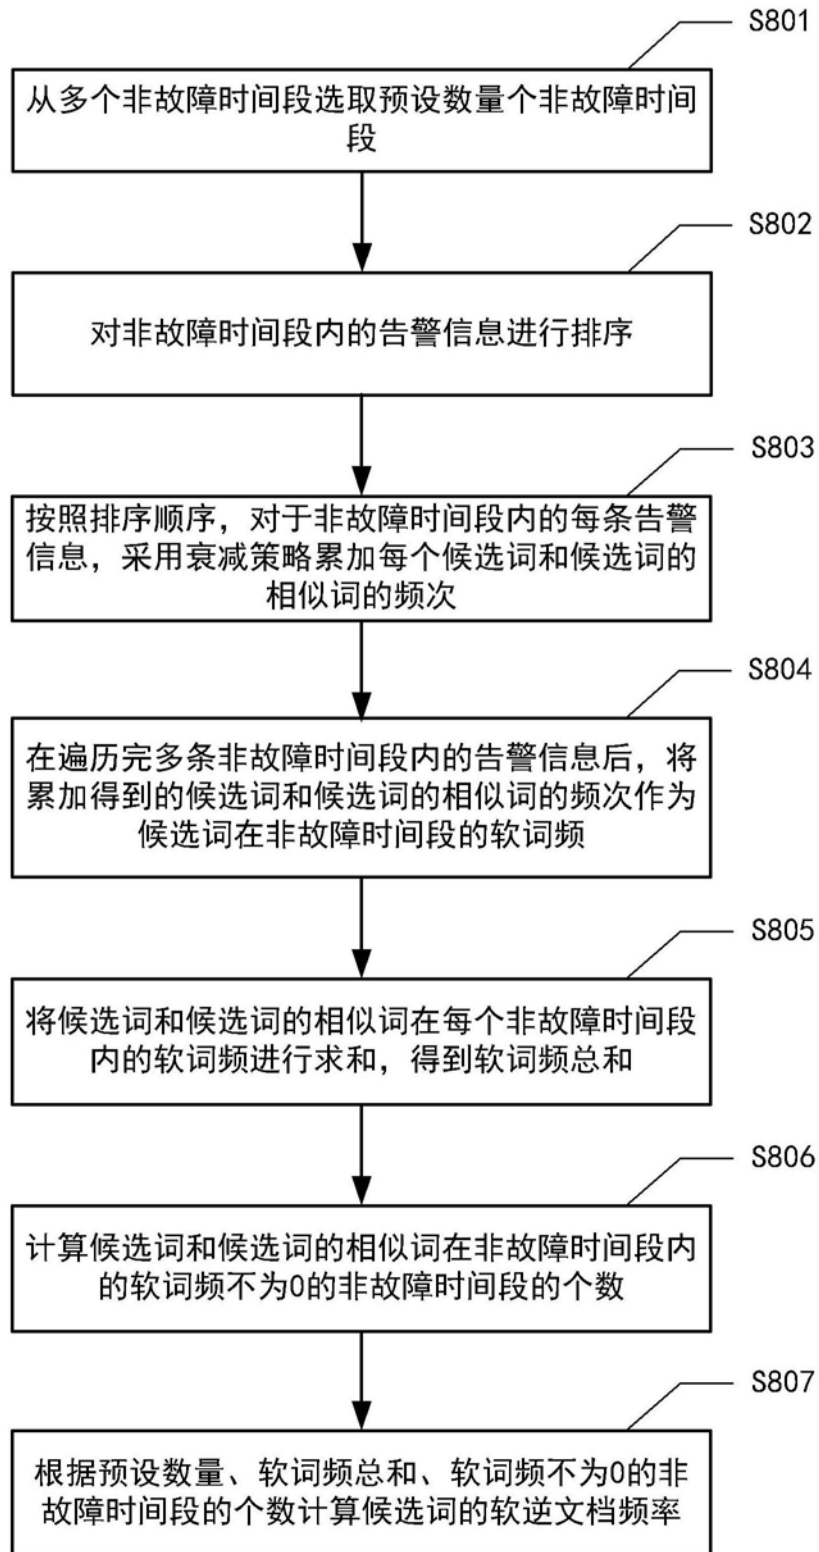 S801
从多个非故障时间段选取预设数量个非故障时间
段
S802
对非故障时间段内的告警信息进行排序
S803
按照排序顺序，对于非故障时间段内的每条告警
信息，采用衰减策略累加每个候选词和候选词的
相似词的频次
S804
在遍历完多条非故障时间段内的告警信息后，将
累加得到的候选词和候选词的相似词的频次作为
候选词在非故障时间段的软词频
S805
将候选词和候选词的相似词在每个非故障时间段
内的软词频进行求和，得到软词频总和
S806
计算候选词和候选词的相似词在非故障时间段内
的软词频不为0的非故障时间段的个数
S807
根据预设数量、软词频总和、软词频不为0的非
故障时间段的个数计算候选词的软逆文档频率